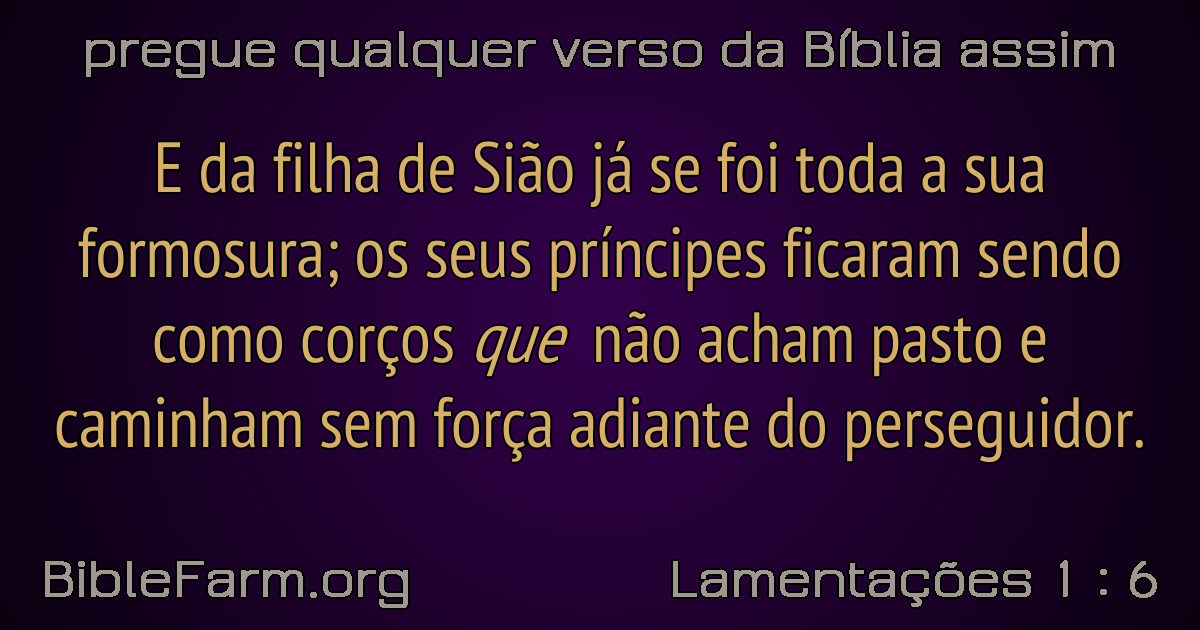 pregue qualquer verso da Bíblia assim
E da filha de Sião já se foi toda a sua
formosura; os seus príncipes ficaram sendo
como corços que não acham pasto e
caminham sem força adiante do perseguidor.
BibleFarm.org
Lamentações 1 : 6